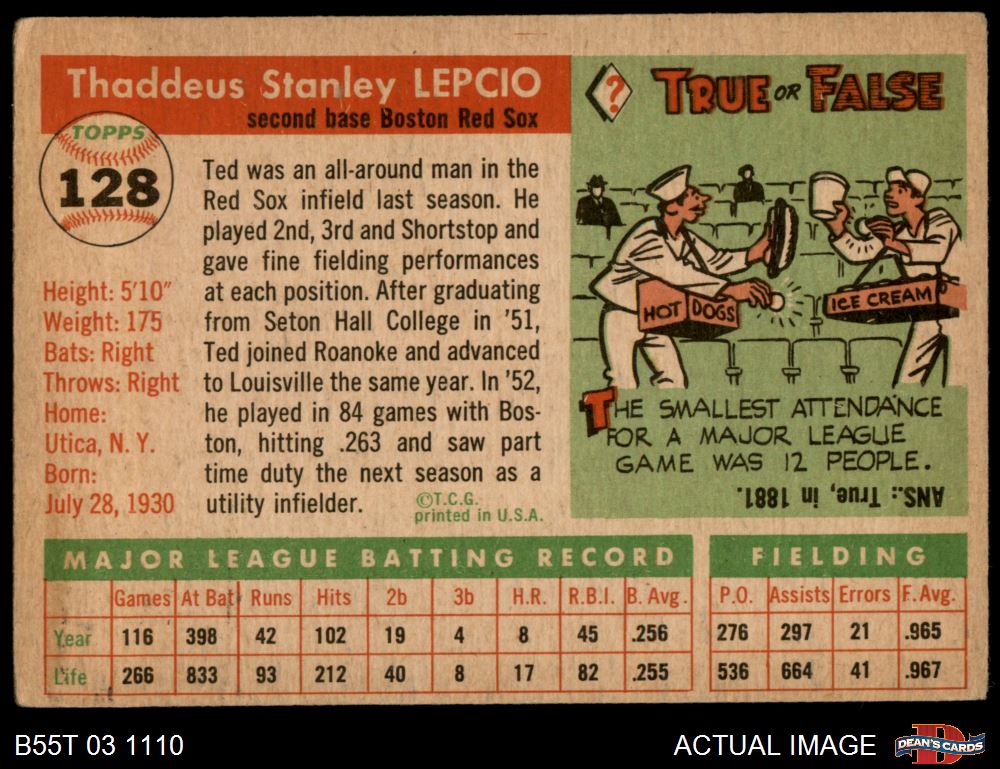 Thaddeus Stanley LEPCIO
second base Boston Red Sox
TOPPS
128
Height: 5'10"
Weight: 175
Bats: Right
Throws: Right
Home:
Utica, N. Y.
Born:
July 28, 1930
Ted was an all-around man in the
Red Sox infield last season. He
played 2nd, 3rd and Shortstop and
gave fine fielding performances
at each position. After graduating
from Seton Hall College in '51,
Ted joined Roanoke and advanced
to Louisville the same year. In '52,
he played in 84 games with Bos-
ton, hitting .263 and saw part
time duty the next season as a
utility infielder.
©T.C.G.
printed in U.S.A.
?
TRUE OR FALSE
HOT DOGS
ICE CREAM
THE SMALLEST ATTENDANCE
FOR A MAJOR LEAGUE
GAME WAS 12 PEOPLE.
ANS.: True, in 1881.
MAJOR LEAGUE BATTING RECORD
Games At Bat Runs Hits 2b 3b H.R. R.B.I. B. Avg.
Year 116 398 42 102 19 4 8 45 .256
Life 266 833 93 212 40 8 17 82 .255
FIELDING
P.O. Assists Errors F. Avg.
276 297 21 .965
536 664 41 .967
B55T 03 1110
ACTUAL IMAGE
D
DEAN'S CARDS